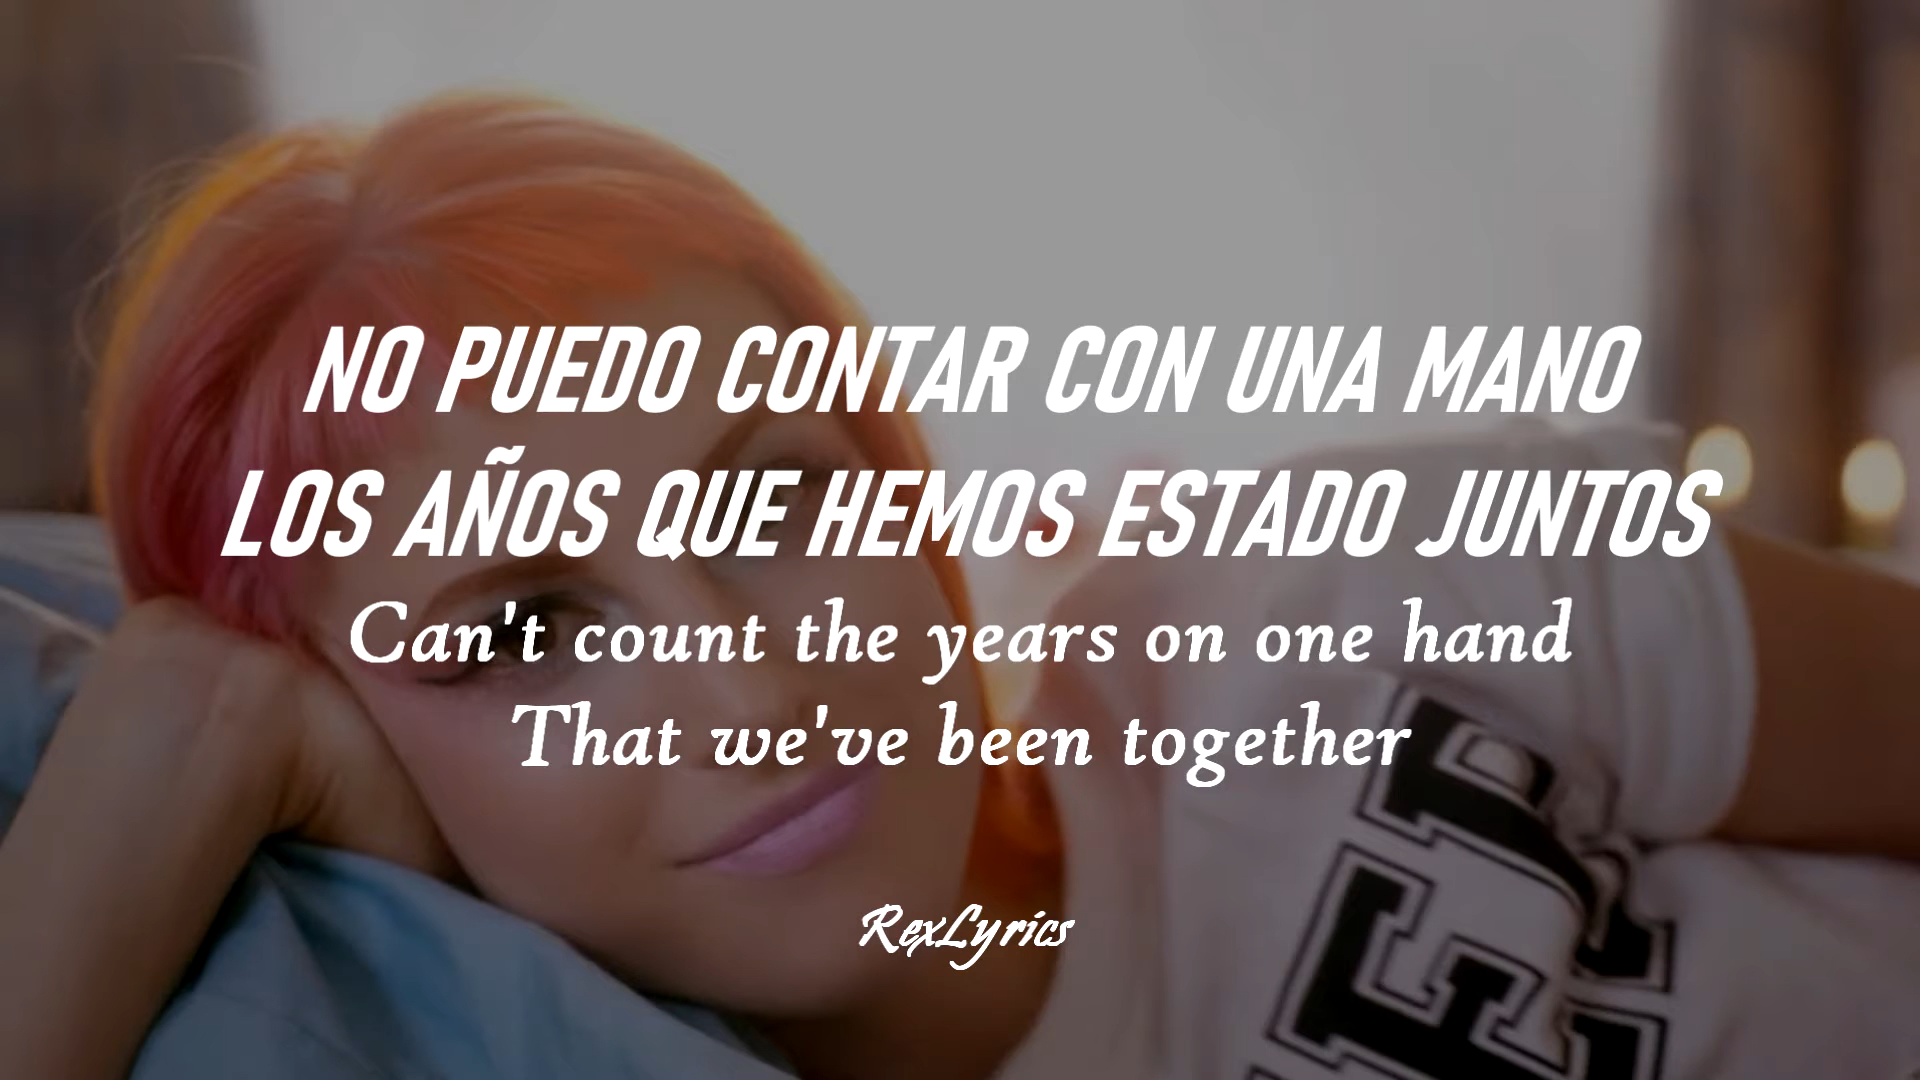 NO PUEDO CONTAR CON UNA MANO
LOS AÑOS QUE HEMOS ESTADO JUNTOS
Can't count the years on one hand
That we've been together
RexLyrics